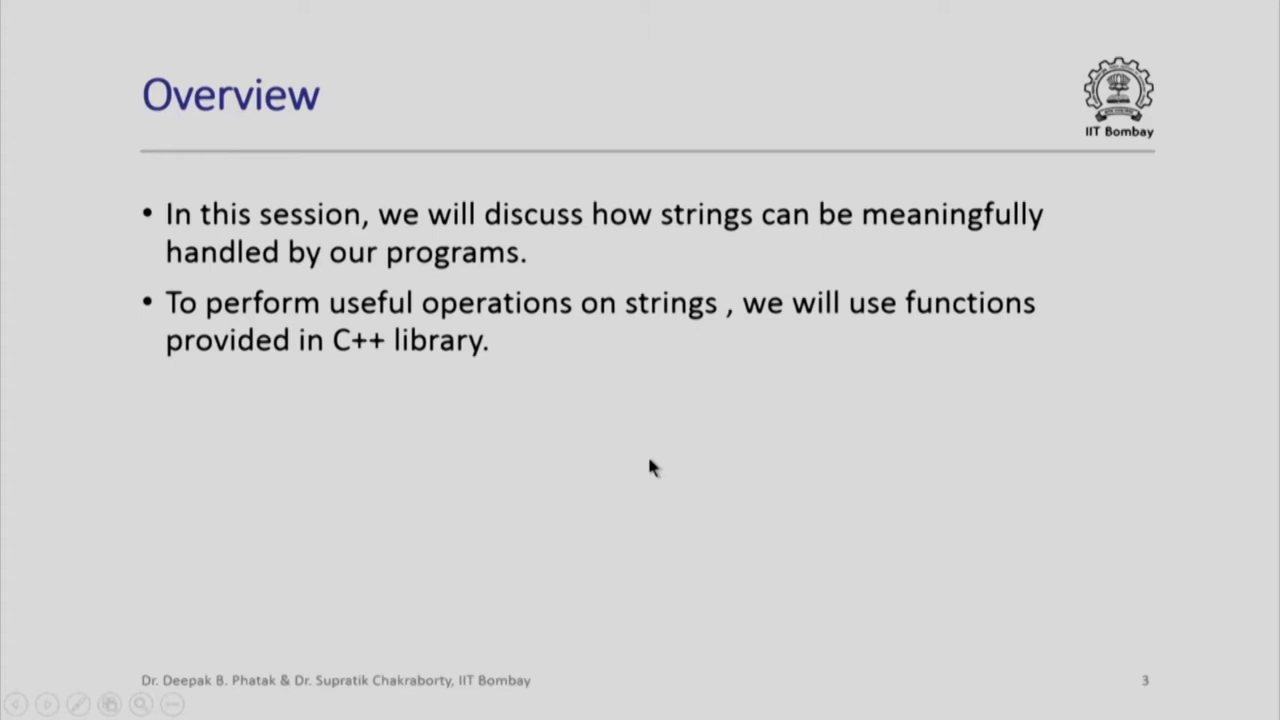 Overview
IIT Bombay
• In this session, we will discuss how strings can be meaningfully
handled by our programs.
• To perform useful operations on strings , we will use functions
provided in C++ library.
Dr. Deepak B. Phatak & Dr. Supratik Chakraborty, IIT Bombay
3